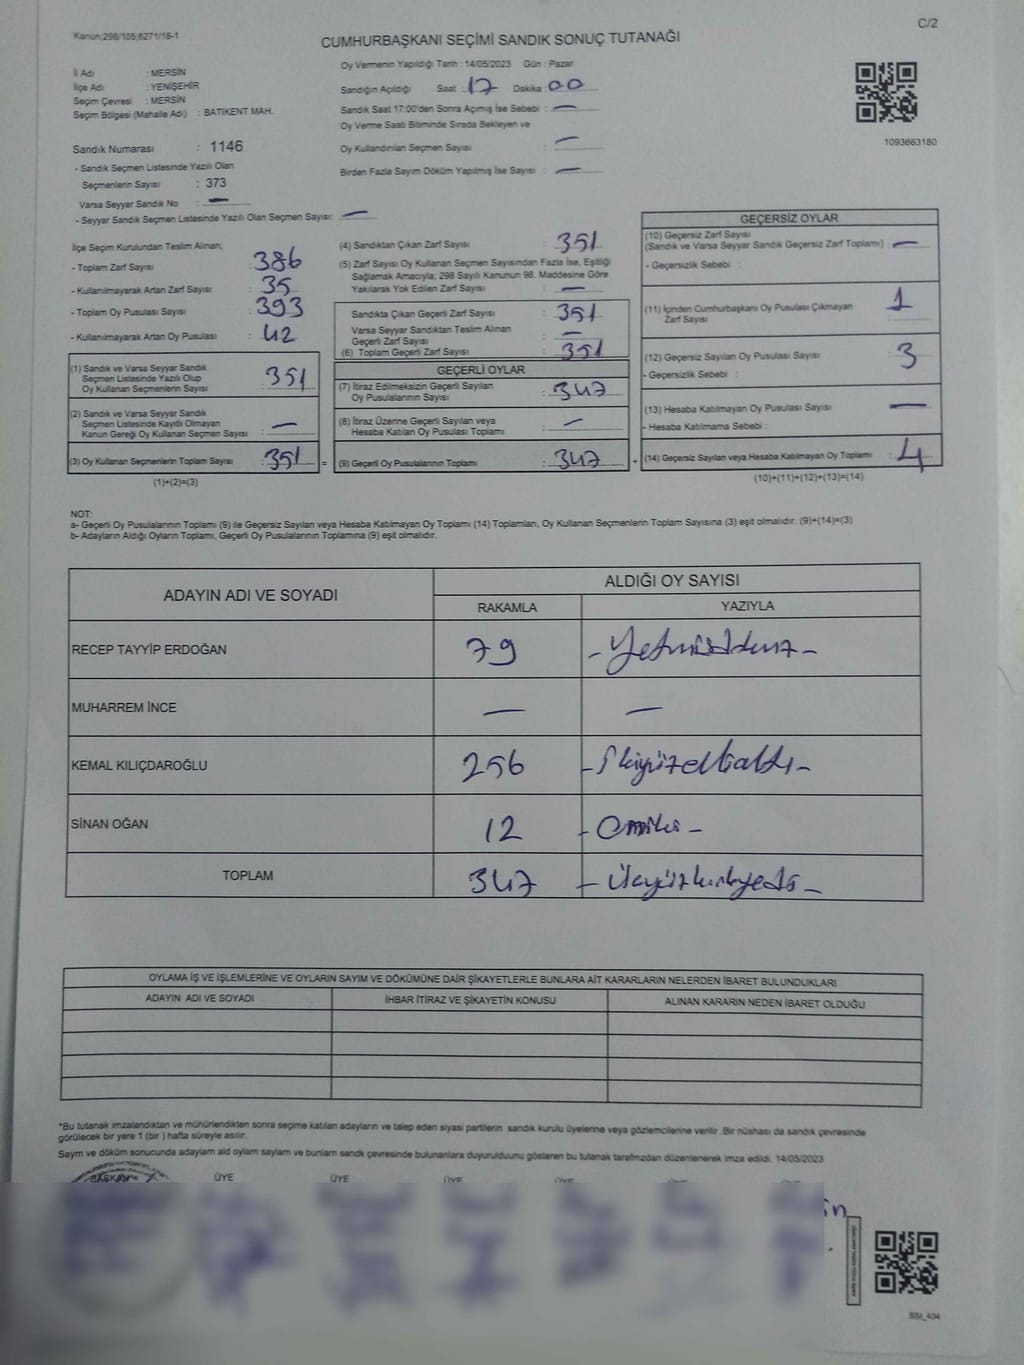 Kanun:298/105;6271/16-1
C/2
CUMHURBAŞKANI SEÇİMİ SANDIK SONUÇ TUTANAĞI
İl Adı : MERSİN
İlçe Adı : YENİŞEHİR
Seçim Çevresi : MERSİN
Seçim Bölgesi (Mahalle Adı) : BATIKENT MAH.
Sandık Numarası : 1146
- Sandık Seçmen Listesinde Yazılı Olan
Seçmenlerin Sayısı : 373
Varsa Seyyar Sandık No : —
- Seyyar Sandık Seçmen Listesinde Yazılı Olan Seçmen Sayısı: —
Oy Vermenin Yapıldığı Tarih : 14/05/2023 Gün : Pazar
Sandığın Açıldığı Saat : 17 Dakika : 00
Sandık Saat 17:00'den Sonra Açılmış İse Sebebi : —
Oy Verme Saati Bitiminde Sırada Bekleyen ve
Oy Kullandırılan Seçmen Sayısı : —
Birden Fazla Sayım Döküm Yapılmış İse Sayısı : —
1093663180
İlçe Seçim Kurulundan Teslim Alınan;
- Toplam Zarf Sayısı : 386
- Kullanılmayarak Artan Zarf Sayısı : 35
- Toplam Oy Pusulası Sayısı : 393
- Kullanılmayarak Artan Oy Pusulası : 42
(1) Sandık ve Varsa Seyyar Sandık
Seçmen Listesinde Yazılı Olup
Oy Kullanan Seçmenlerin Sayısı : 351
(2) Sandık ve Varsa Seyyar Sandık
Seçmen Listesinde Kayıtlı Olmayan
Kanun Gereği Oy Kullanan Seçmen Sayısı : —
(3) Oy Kullanan Seçmenlerin Toplam Sayısı : 351 =
(1)+(2)=(3)
(4) Sandıktan Çıkan Zarf Sayısı : 351
(5) Zarf Sayısı Oy Kullanan Seçmen Sayısından Fazla İse, Eşitliği
Sağlamak Amacıyla; 298 Sayılı Kanunun 98. Maddesine Göre
Yakılarak Yok Edilen Zarf Sayısı : —
Sandıkta Çıkan Geçerli Zarf Sayısı : 351
Varsa Seyyar Sandıktan Teslim Alınan
Geçerli Zarf Sayısı : —
(6) Toplam Geçerli Zarf Sayısı : 351
GEÇERLİ OYLAR
(7) İtiraz Edilmeksizin Geçerli Sayılan
Oy Pusulalarının Sayısı : 347
(8) İtiraz Üzerine Geçerli Sayılan veya
Hesaba Katılan Oy Pusulası Toplamı : —
(9) Geçerli Oy Pusulalarının Toplamı : 347 +
GEÇERSİZ OYLAR
(10) Geçersiz Zarf Sayısı
(Sandık ve Varsa Seyyar Sandık Geçersiz Zarf Toplamı) : —
- Geçersizlik Sebebi :
(11) İçinden Cumhurbaşkanı Oy Pusulası Çıkmayan
Zarf Sayısı : 1
(12) Geçersiz Sayılan Oy Pusulası Sayısı : 3
- Geçersizlik Sebebi :
(13) Hesaba Katılmayan Oy Pusulası Sayısı : —
- Hesaba Katılmama Sebebi :
(14) Geçersiz Sayılan veya Hesaba Katılmayan Oy Toplamı : 4
(10)+(11)+(12)+(13)=(14)
NOT:
a- Geçerli Oy Pusulalarının Toplamı (9) ile Geçersiz Sayılan veya Hesaba Katılmayan Oy Toplamı (14) Toplamları, Oy Kullanan Seçmenlerin Toplam Sayısına (3) eşit olmalıdır. (9)+(14)=(3)
b- Adayların Aldığı Oyların Toplamı, Geçerli Oy Pusulalarının Toplamına (9) eşit olmalıdır.
ADAYIN ADI VE SOYADI
ALDIĞI OY SAYISI
RAKAMLA YAZIYLA
RECEP TAYYİP ERDOĞAN 79 - Yetmişdokuz -
MUHARREM İNCE — —
KEMAL KILIÇDAROĞLU 256 - İkiyüzellialtı -
SİNAN OĞAN 12 - Oniki -
TOPLAM 347 - Üçyüzkırkyedi -
OYLAMA İŞ VE İŞLEMLERİNE VE OYLARIN SAYIM VE DÖKÜMÜNE DAİR ŞİKAYETLERLE BUNLARA AİT KARARLARIN NELERDEN İBARET BULUNDUKLARI
ADAYIN ADI VE SOYADI İHBAR İTİRAZ VE ŞİKAYETİN KONUSU ALINAN KARARIN NEDEN İBARET OLDUĞU
*Bu tutanak imzalandıktan ve mühürlendikten sonra seçime katılan adayların ve talep eden siyasi partilerin sandık kurulu üyelerine veya gözlemcilerine verilir .Bir nüshası da sandık çevresinde
görülecek bir yere 1 (bir ) hafta süreyle asılır.
Sayım ve döküm sonucunda adayların ald oyların sayıların ve bunların sandk çevresinde bulunanlara duyurulduunu gösteren bu tutanak tarafımzdan düzenlenerek imza edildi. 14/05/2023
BAŞKAN ÜYE ÜYE ÜYE ÜYE
SSI_404